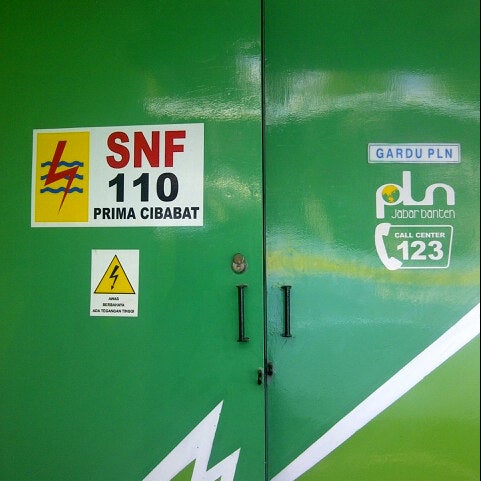 SNF
110
PRIMA CIBABAT
AWAS
BERBAHAYA
ADA TEGANGAN TINGGI
GARDU PLN
pln
Jabar banten
CALL CENTER
123